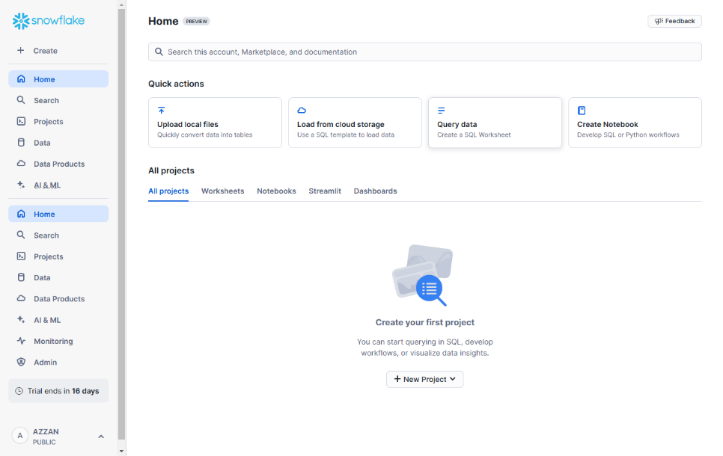 snowflake
Create
Home
Search
Projects
Data
Data Products
AI & ML
Home
Search
Projects
Data
Data Products
AI & ML
Monitoring
Admin
Trial ends in 16 days
A
AZZAN
PUBLIC
Home PREVIEW
Feedback
Search this account, Marketplace, and documentation
Quick actions
Upload local files
Quickly convert data into tables
Load from cloud storage
Use a SQL template to load data
Query data
Create a SQL Worksheet
Create Notebook
Develop SQL or Python workflows
All projects
All projects Worksheets Notebooks Streamlit Dashboards
Create your first project
You can start querying in SQL, develop
workflows, or visualize data insights.
+ New Project